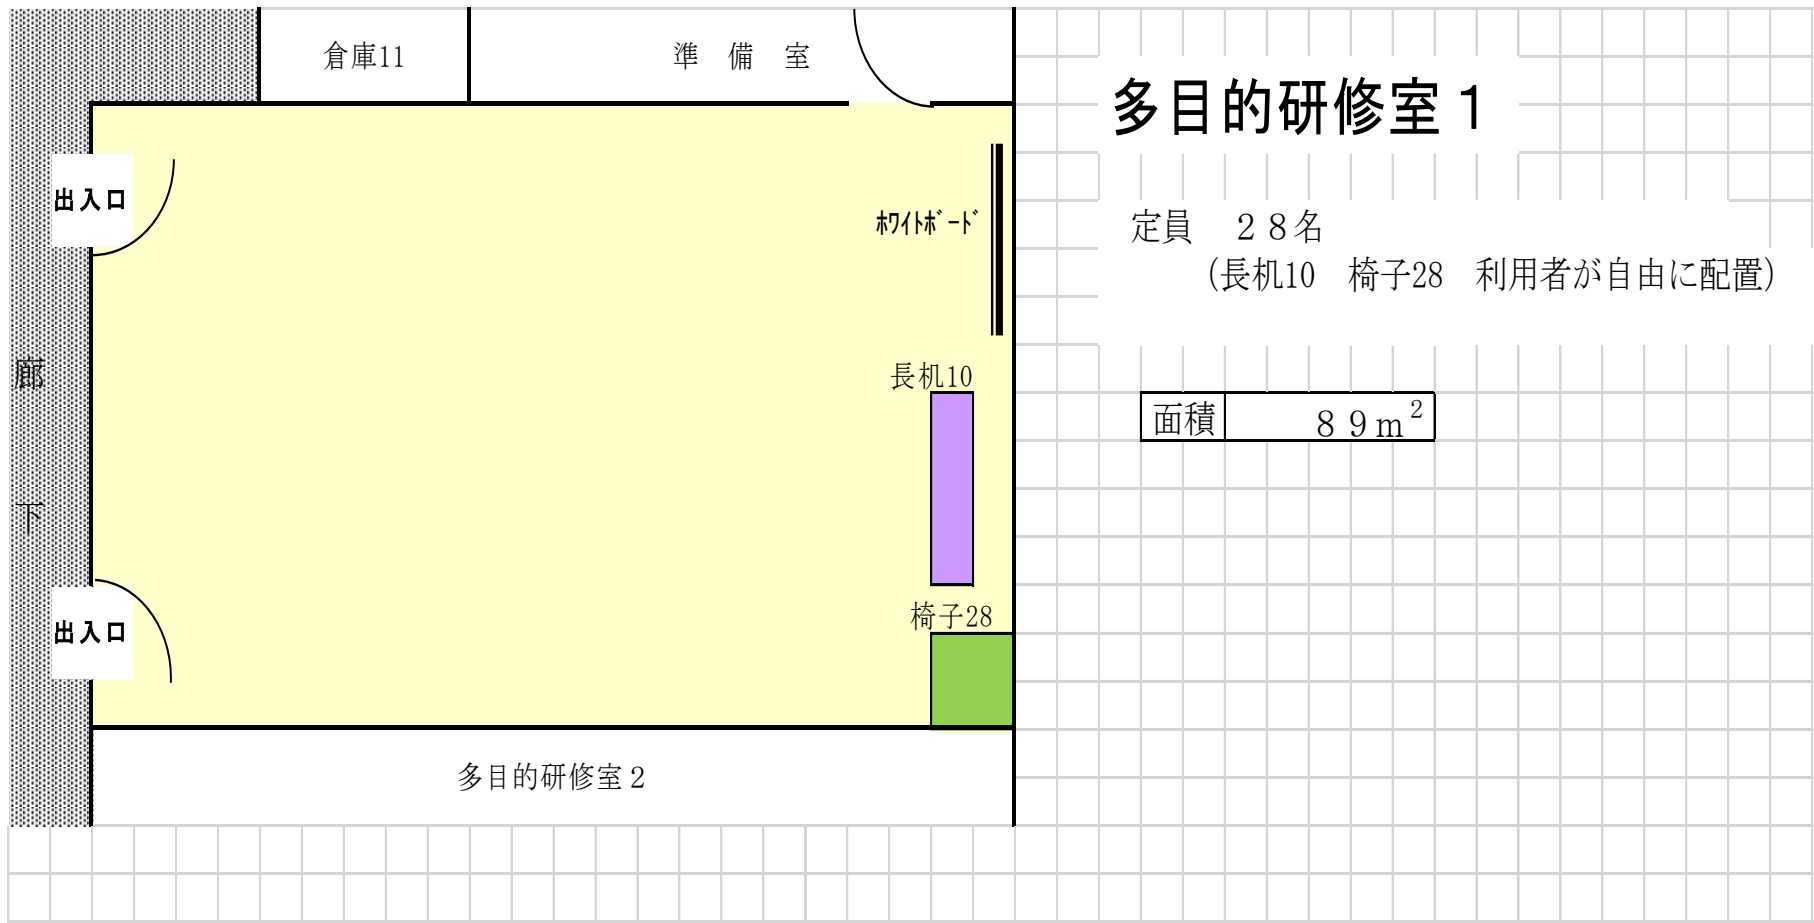 倉庫11
準　備　室
多目的研修室１
出入口
ﾎﾜｲﾄﾎﾞｰﾄﾞ
定員　２８名
（長机10　椅子28　利用者が自由に配置）
廊
下
長机10
面積　８９ｍ²
椅子28
出入口
多目的研修室２